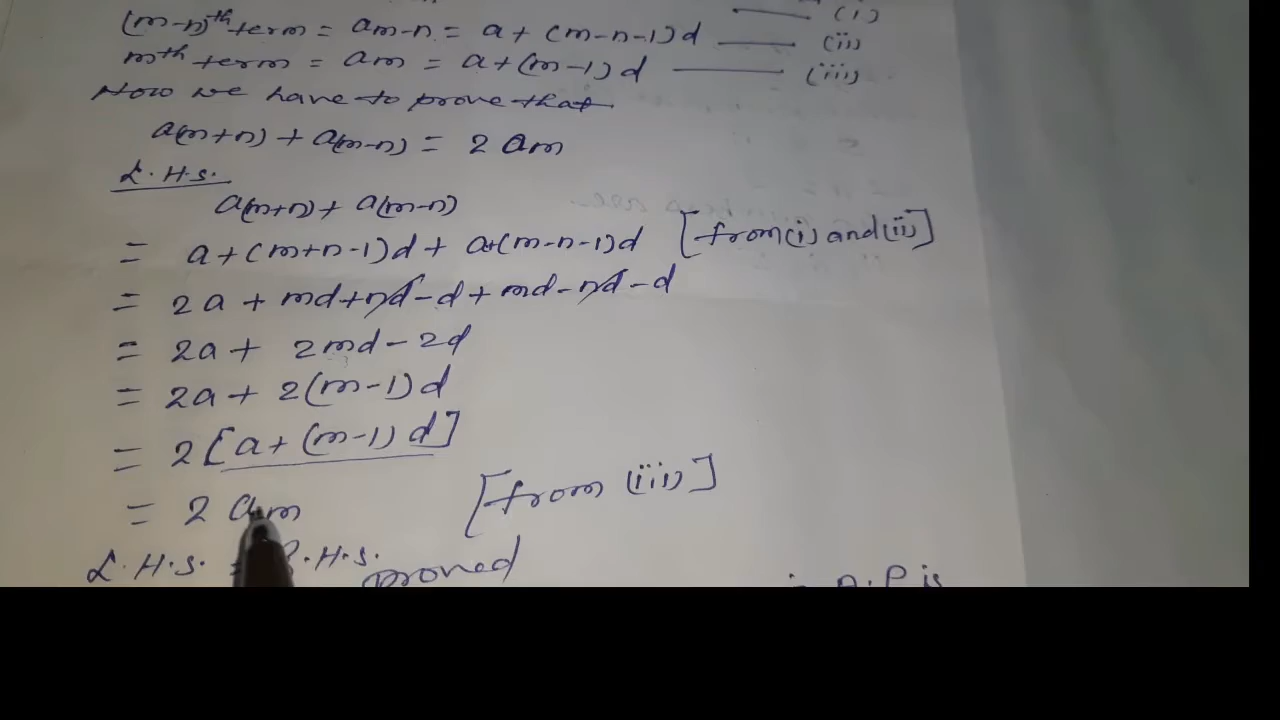 (i)
(m-n)th term = am-n = a + (m-n-1)d —— (ii)
mth term = am = a+(m-1)d —— (iii)
Now we have to prove that
a(m+n) + a(m-n) = 2 am
L.H.S.
a(m+n) + a(m-n)
= a+(m+n-1)d + a+(m-n-1)d [from(i) and(ii)]
= 2a + md+nd-d+md-nd-d
= 2a + 2md-2d
= 2a + 2(m-1)d
= 2[a+(m-1)d]
= 2 am [from (iii)]
L.H.S. = R.H.S. proved
A.P is